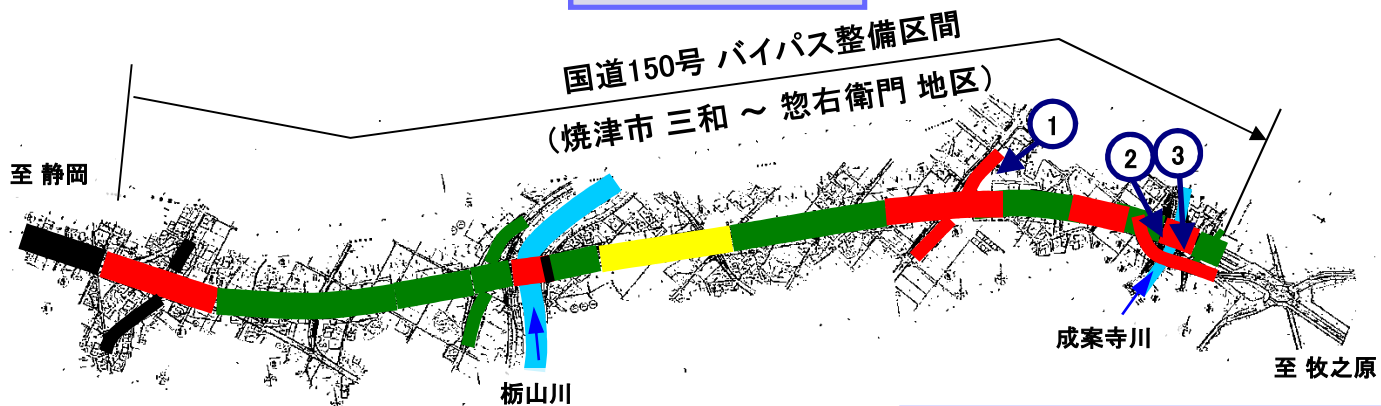 国道150号 バイパス整備区間
(焼津市 三和 ～ 惣右衛門 地区)
1
2
3
至 静岡
成案寺川
至 牧之原
栃山川